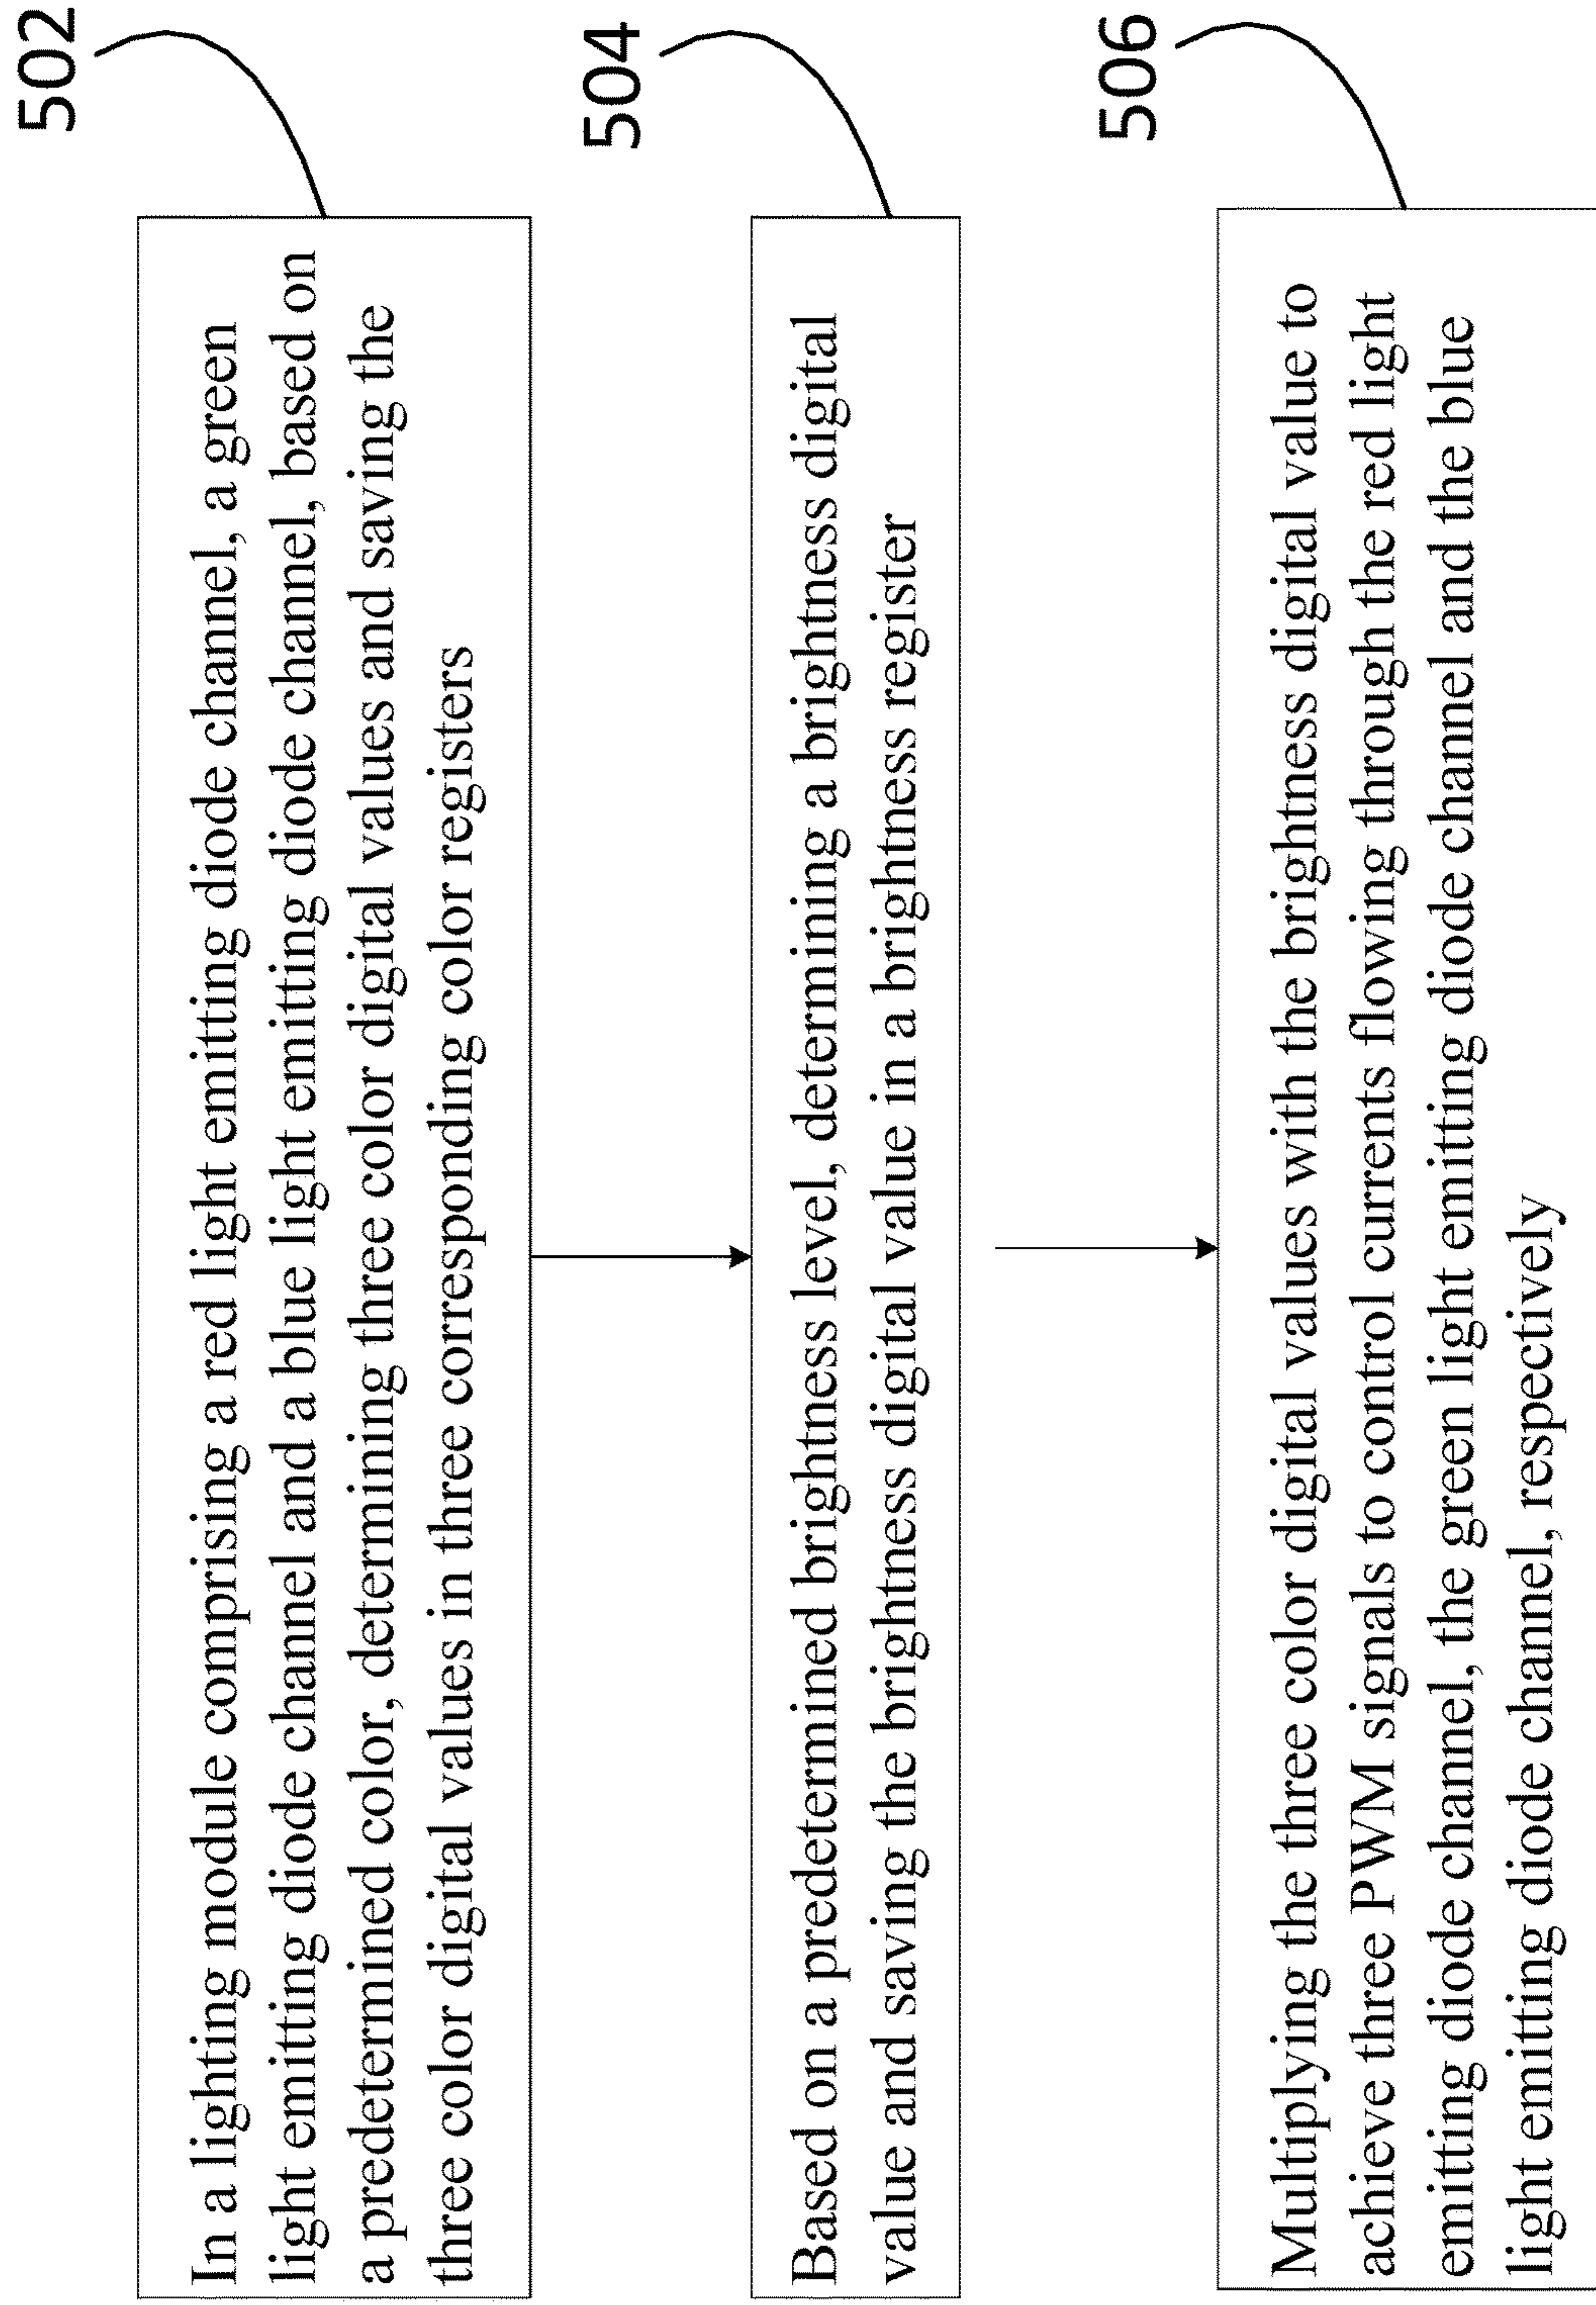 502
In a lighting module comprising a red light emitting diode channel, a green
light emitting diode channel and a blue light emitting diode channel, based on
a predetermined color, determining three color digital values and saving the
three color digital values in three corresponding color registers
504
Based on a predetermined brightness level, determining a brightness digital
value and saving the brightness digital value in a brightness register
506
Multiplying the three color digital values with the brightness digital value to
achieve three PWM signals to control currents flowing through the red light
emitting diode channel, the green light emitting diode channel and the blue
light emitting diode channel, respectively